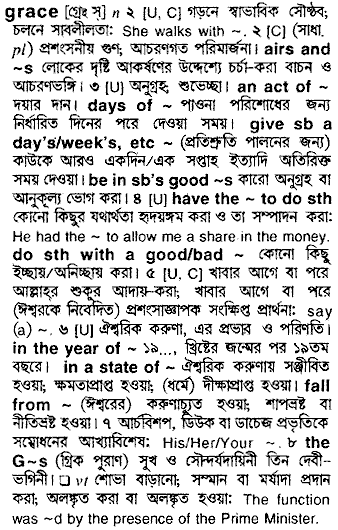 grace [গ্রেইস্] n ১ [U, C] গড়নে স্বাভাবিক সৌষ্ঠব;
চলনে সাবলীলতা: She walks with ~. ২ [C] (সাধা.
pl) প্রশংসনীয় গুণ; আচরণগত পরিমার্জনা। airs and
~s লোকের দৃষ্টি আকর্ষণের উদ্দেশ্যে চর্চা-করা বাচন ও
আচরণভঙ্গি। ৩ [U] অনুগ্রহ; শুভেচ্ছা। an act of ~
দয়ার দান। days of ~ পাওনা পরিশোধের জন্য
নির্ধারিত দিনের পরে দেওয়া সময়। give sb a
day's/week's, etc ~ (প্রতিশ্রুতি পালনের জন্য)
কাউকে আরও একদিন/এক সপ্তাহ ইত্যাদি অতিরিক্ত
সময় দেওয়া। be in sb's good ~s কারো অনুগ্রহ বা
আনুকূল্য ভোগ করা। ৪ [U] have the ~ to do sth
কোনো কিছুর যথার্থতা হৃদয়ঙ্গম করা ও তা সম্পাদন করা:
He had the ~ to allow me a share in the money.
do sth with a good/bad ~ কোনো কিছু
ইচ্ছায়/অনিচ্ছায় করা। ৫ [U, C] খাবার আগে বা পরে
আল্লাহ্‌র শুকুর আদায়-করা; খাবার আগে বা পরে
(ঈশ্বরকে নিবেদিত) প্রশংসাজ্ঞাপক সংক্ষিপ্ত প্রার্থনা: say
(a) ~. ৬ [U] ঐশ্বরিক করুণা, এর প্রভাব ও পরিণতি।
in the year of ~ ১৯..., খ্রিষ্টের জন্মের পর ১৯তম
বছরে। in a state of ~ ঐশ্বরিক করুণায় সঞ্জীবিত
হওয়া; ক্ষমতাপ্রাপ্ত হওয়া; (ধর্মে) দীক্ষাপ্রাপ্ত হওয়া। fall
from ~ (ঈশ্বরের) করুণাচ্যুত হওয়া; শাপভ্রষ্ট বা
নীতিভ্রষ্ট হওয়া। ৭ আর্চবিশপ, ডিউক বা ডাচেজ প্রভৃতিকে
সম্বোধনের আখ্যাবিশেষ: His/Her/Your ~. ৮ the
G~s (গ্রিক পুরাণ) সুখ ও সৌন্দর্যদায়িনী তিন দেবী-
ভগিনী। □ vt শোভা বাড়ানো; সম্মান বা মর্যাদা প্রদান
করা; অলঙ্কৃত করা বা অলঙ্কৃত হওয়া: The function
was ~d by the presence of the Prime Minister.